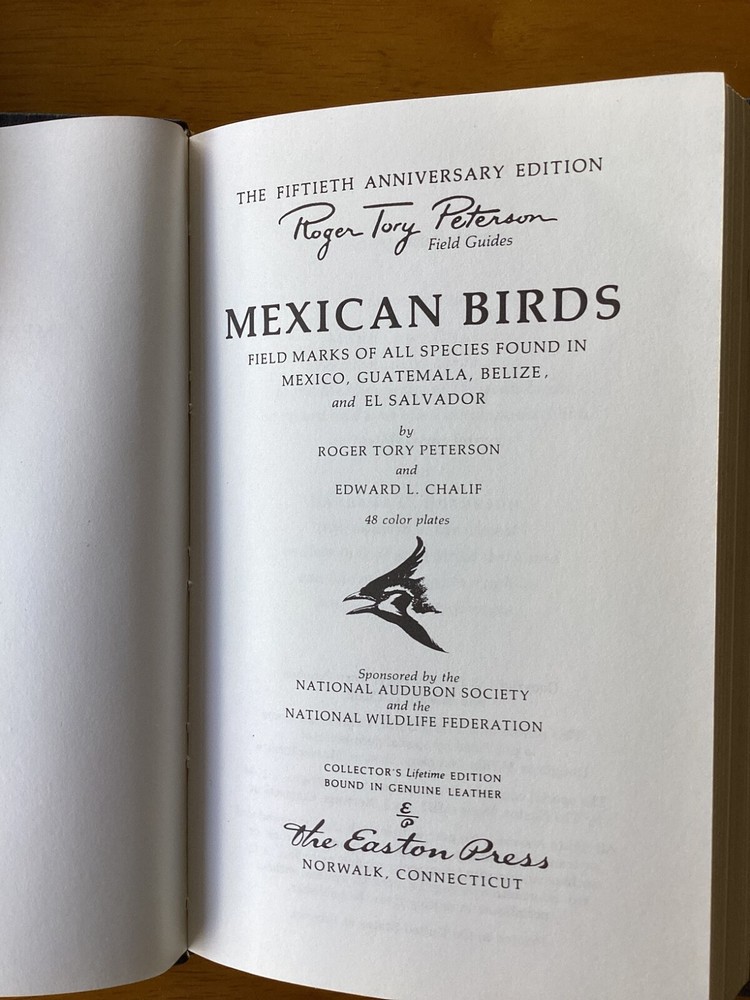 THE FIFTIETH ANNIVERSARY EDITION
Roger Tory Peterson
Field Guides
MEXICAN BIRDS
FIELD MARKS OF ALL SPECIES FOUND IN
MEXICO, GUATEMALA, BELIZE,
and EL SALVADOR
by
ROGER TORY PETERSON
and
EDWARD L. CHALIF
48 color plates
Sponsored by the
NATIONAL AUDUBON SOCIETY
and the
NATIONAL WILDLIFE FEDERATION
COLLECTOR'S Lifetime EDITION
BOUND IN GENUINE LEATHER
E
P
The Easton Press
NORWALK, CONNECTICUT